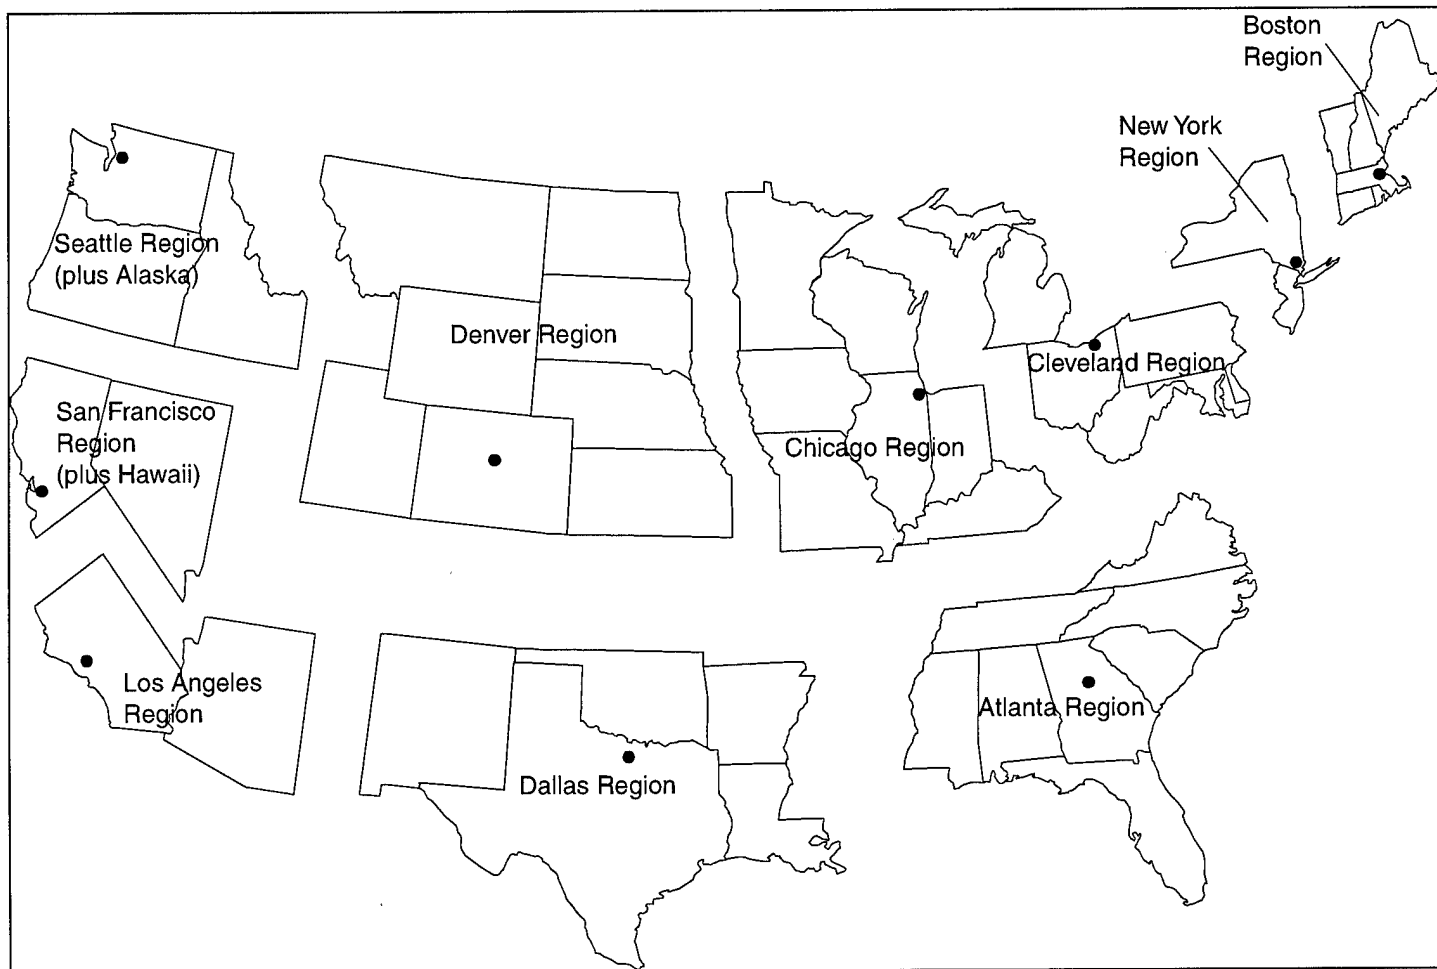 Boston
Region
New York
Region
Seattle Region
(plus Alaska)
Denver Region
Cleveland Region
San Francisco
Region
(plus Hawaii)
Chicago Region
Los Angeles
Region
Atlanta Region
Dallas Region